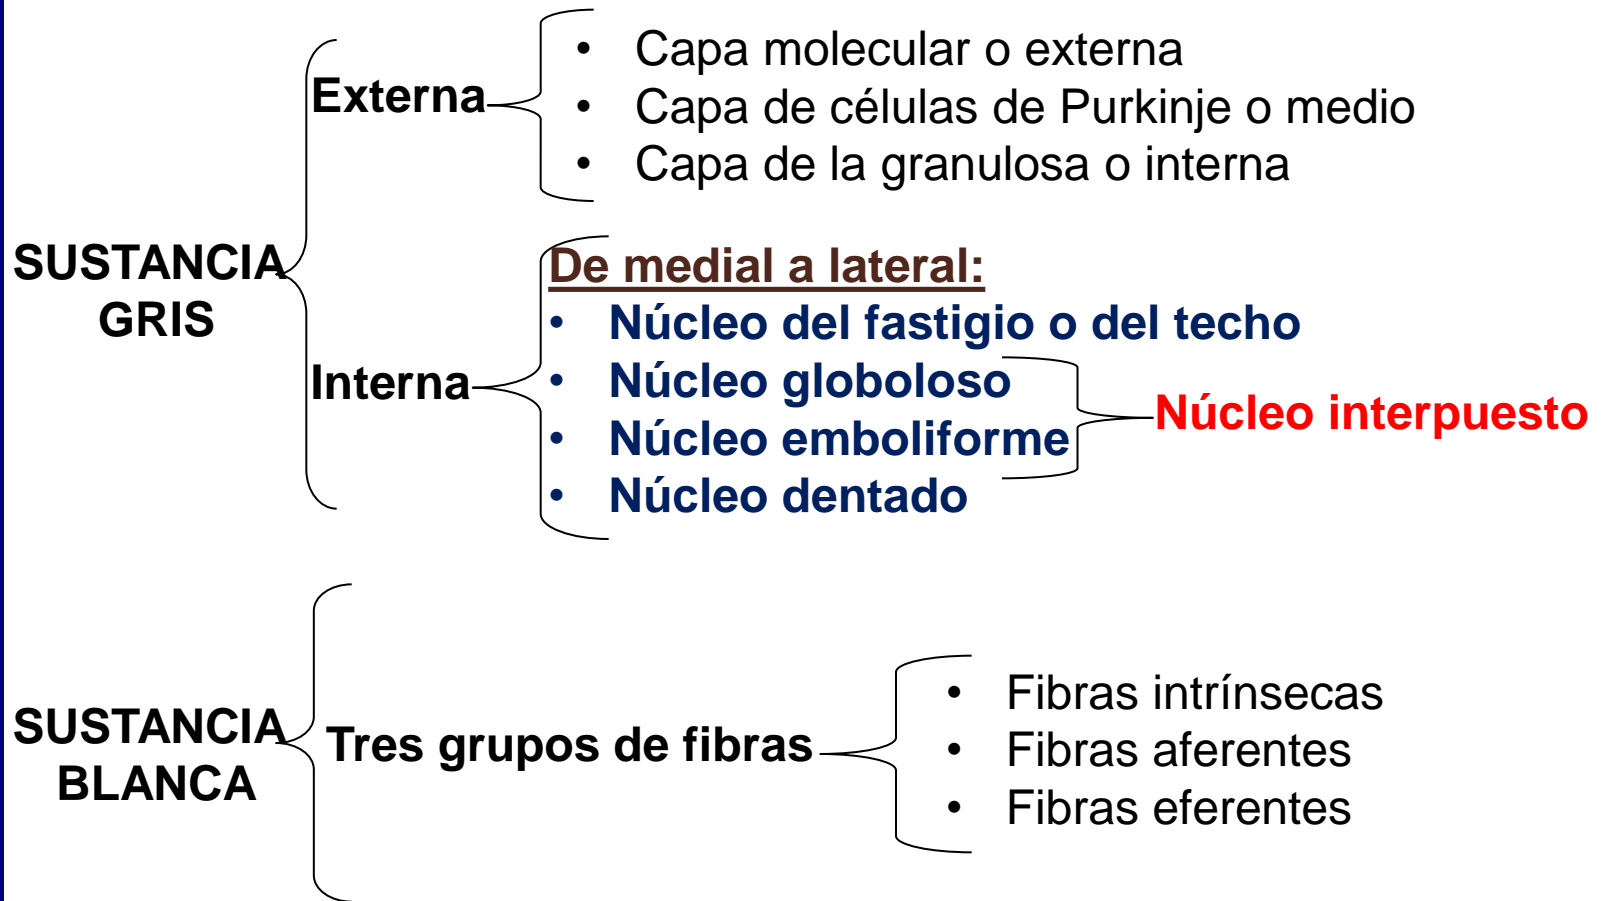 SUSTANCIA
GRIS
Externa
• Capa molecular o externa
• Capa de células de Purkinje o medio
• Capa de la granulosa o interna
Interna
De medial a lateral:
• Núcleo del fastigio o del techo
• Núcleo globoloso
• Núcleo emboliforme
• Núcleo dentado
Núcleo interpuesto
SUSTANCIA
BLANCA
Tres grupos de fibras
• Fibras intrínsecas
• Fibras aferentes
• Fibras eferentes